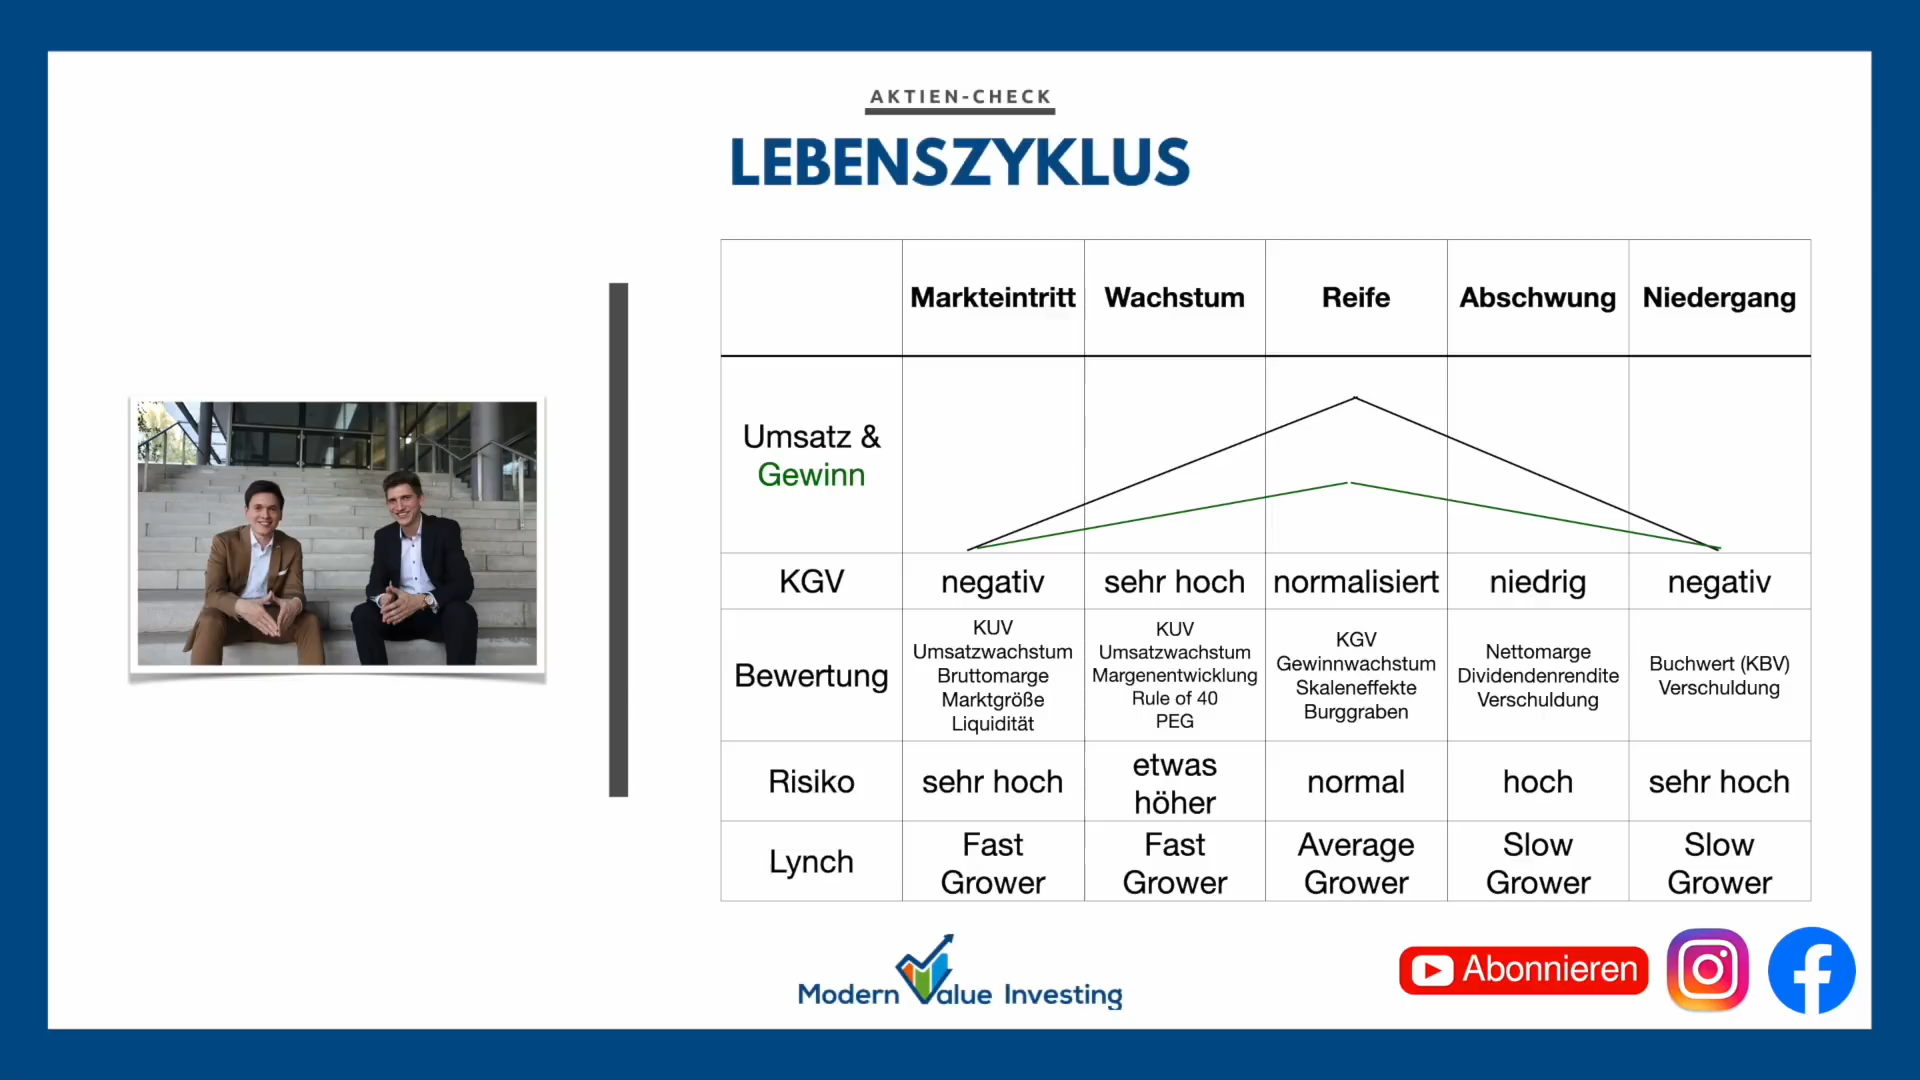 AKTIEN-CHECK
LEBENSZYKLUS
Markteintritt Wachstum Reife Abschwung Niedergang
Umsatz &
Gewinn
KGV negativ sehr hoch normalisiert niedrig negativ
Bewertung
KUV
Umsatzwachstum
Bruttomarge
Marktgröße
Liquidität
KUV
Umsatzwachstum
Margenentwicklung
Rule of 40
PEG
KGV
Gewinnwachstum
Skaleneffekte
Burggraben
Nettomarge
Dividendenrendite
Verschuldung
Buchwert (KBV)
Verschuldung
Risiko
sehr hoch
etwas
höher
normal
hoch
sehr hoch
Lynch
Fast
Grower
Fast
Grower
Average
Grower
Slow
Grower
Slow
Grower
Modern Value Investing
Abonnieren